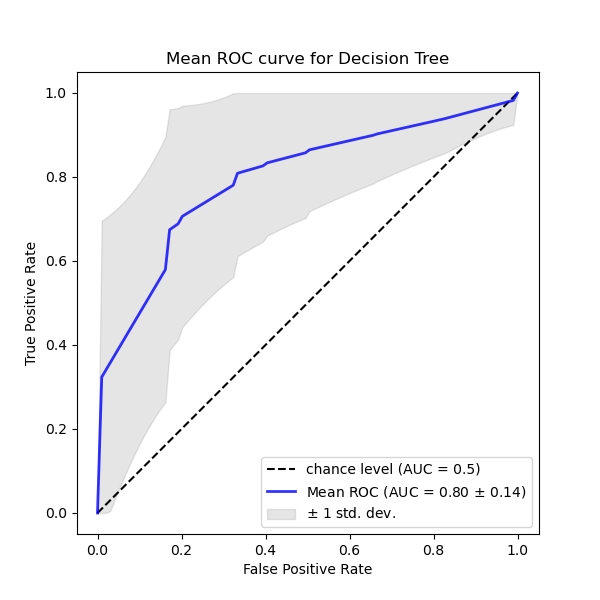 Mean ROC curve for Decision Tree
True Positive Rate
1.0
0.8
0.6
0.4
0.2
0.0
chance level (AUC = 0.5)
Mean ROC (AUC = 0.80 ± 0.14)
± 1 std. dev.
0.0 0.2 0.4 0.6 0.8 1.0
False Positive Rate